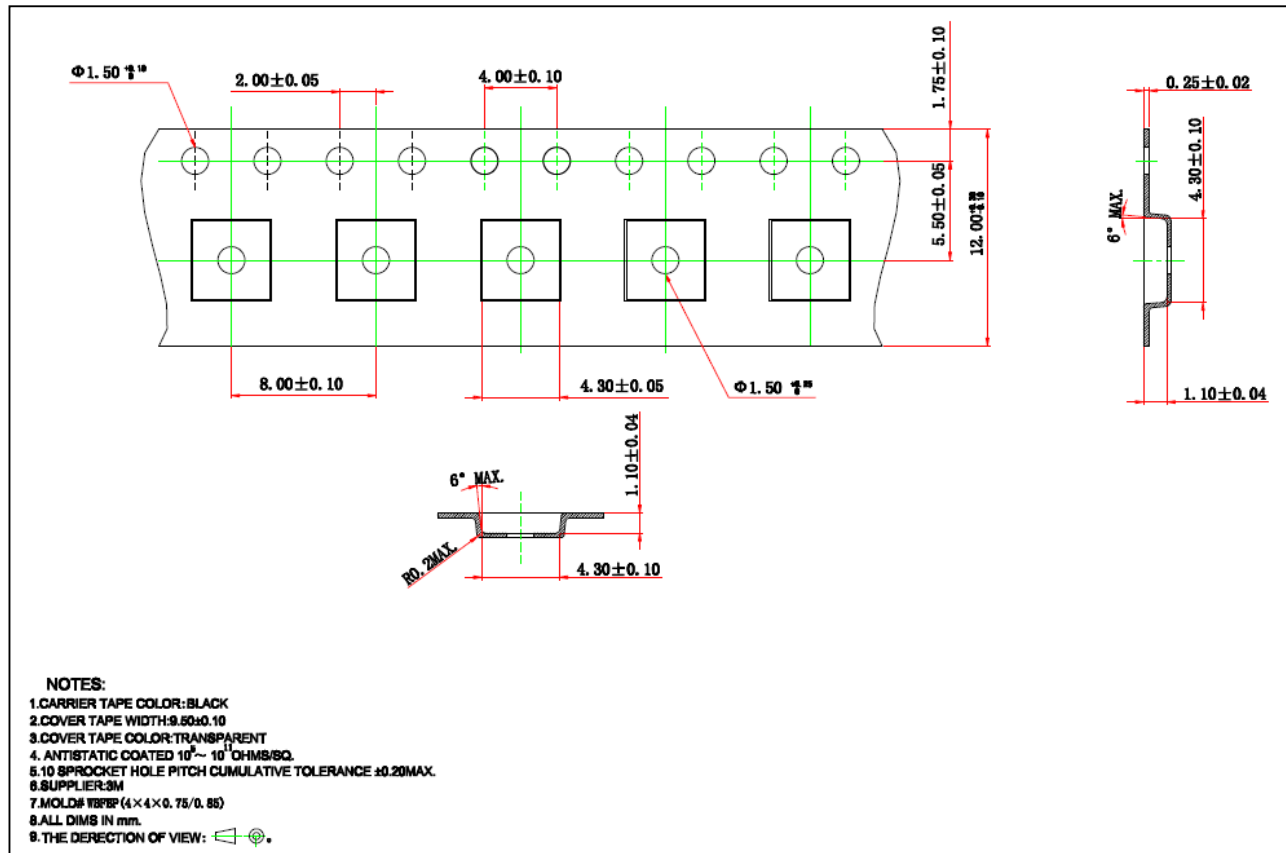 Φ1.50 +0.10 0
2.00±0.05
4.00±0.10
1.75±0.10
0.25±0.02
5.50±0.05
12.00
4.30±0.10
6° MAX.
8.00±0.10
4.30±0.05
Φ1.50
1.10±0.04
1.10±0.04
6° MAX.
R0.2MAX.
4.30±0.10
NOTES:
1.CARRIER TAPE COLOR:BLACK
2.COVER TAPE WIDTH:9.50±0.10
3.COVER TAPE COLOR:TRANSPARENT
4. ANTISTATIC COATED 10 ~ 10¹¹OHMS/SQ.
5.10 SPROCKET HOLE PITCH CUMULATIVE TOLERANCE ±0.20MAX.
6.SUPPLIER:3M
7.MOLD# (4×4×0.75/0.85)
8.ALL DIMS IN mm.
9.THE DERECTION OF VIEW: